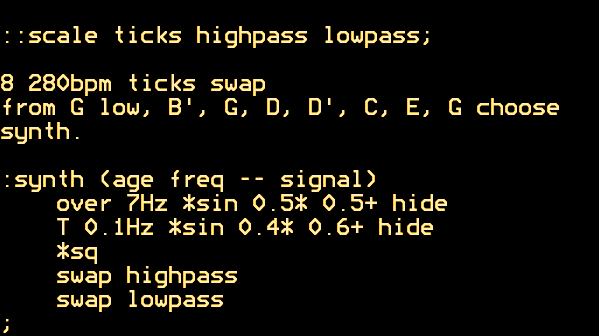 ::scale ticks highpass lowpass;
8 280bpm ticks swap
from G low, B', G, D, D', C, E, G choose
synth.
:synth (age freq -- signal)
over 7Hz *sin 0.5* 0.5+ hide
T 0.1Hz *sin 0.4* 0.6+ hide
*sq
swap highpass
swap lowpass
;